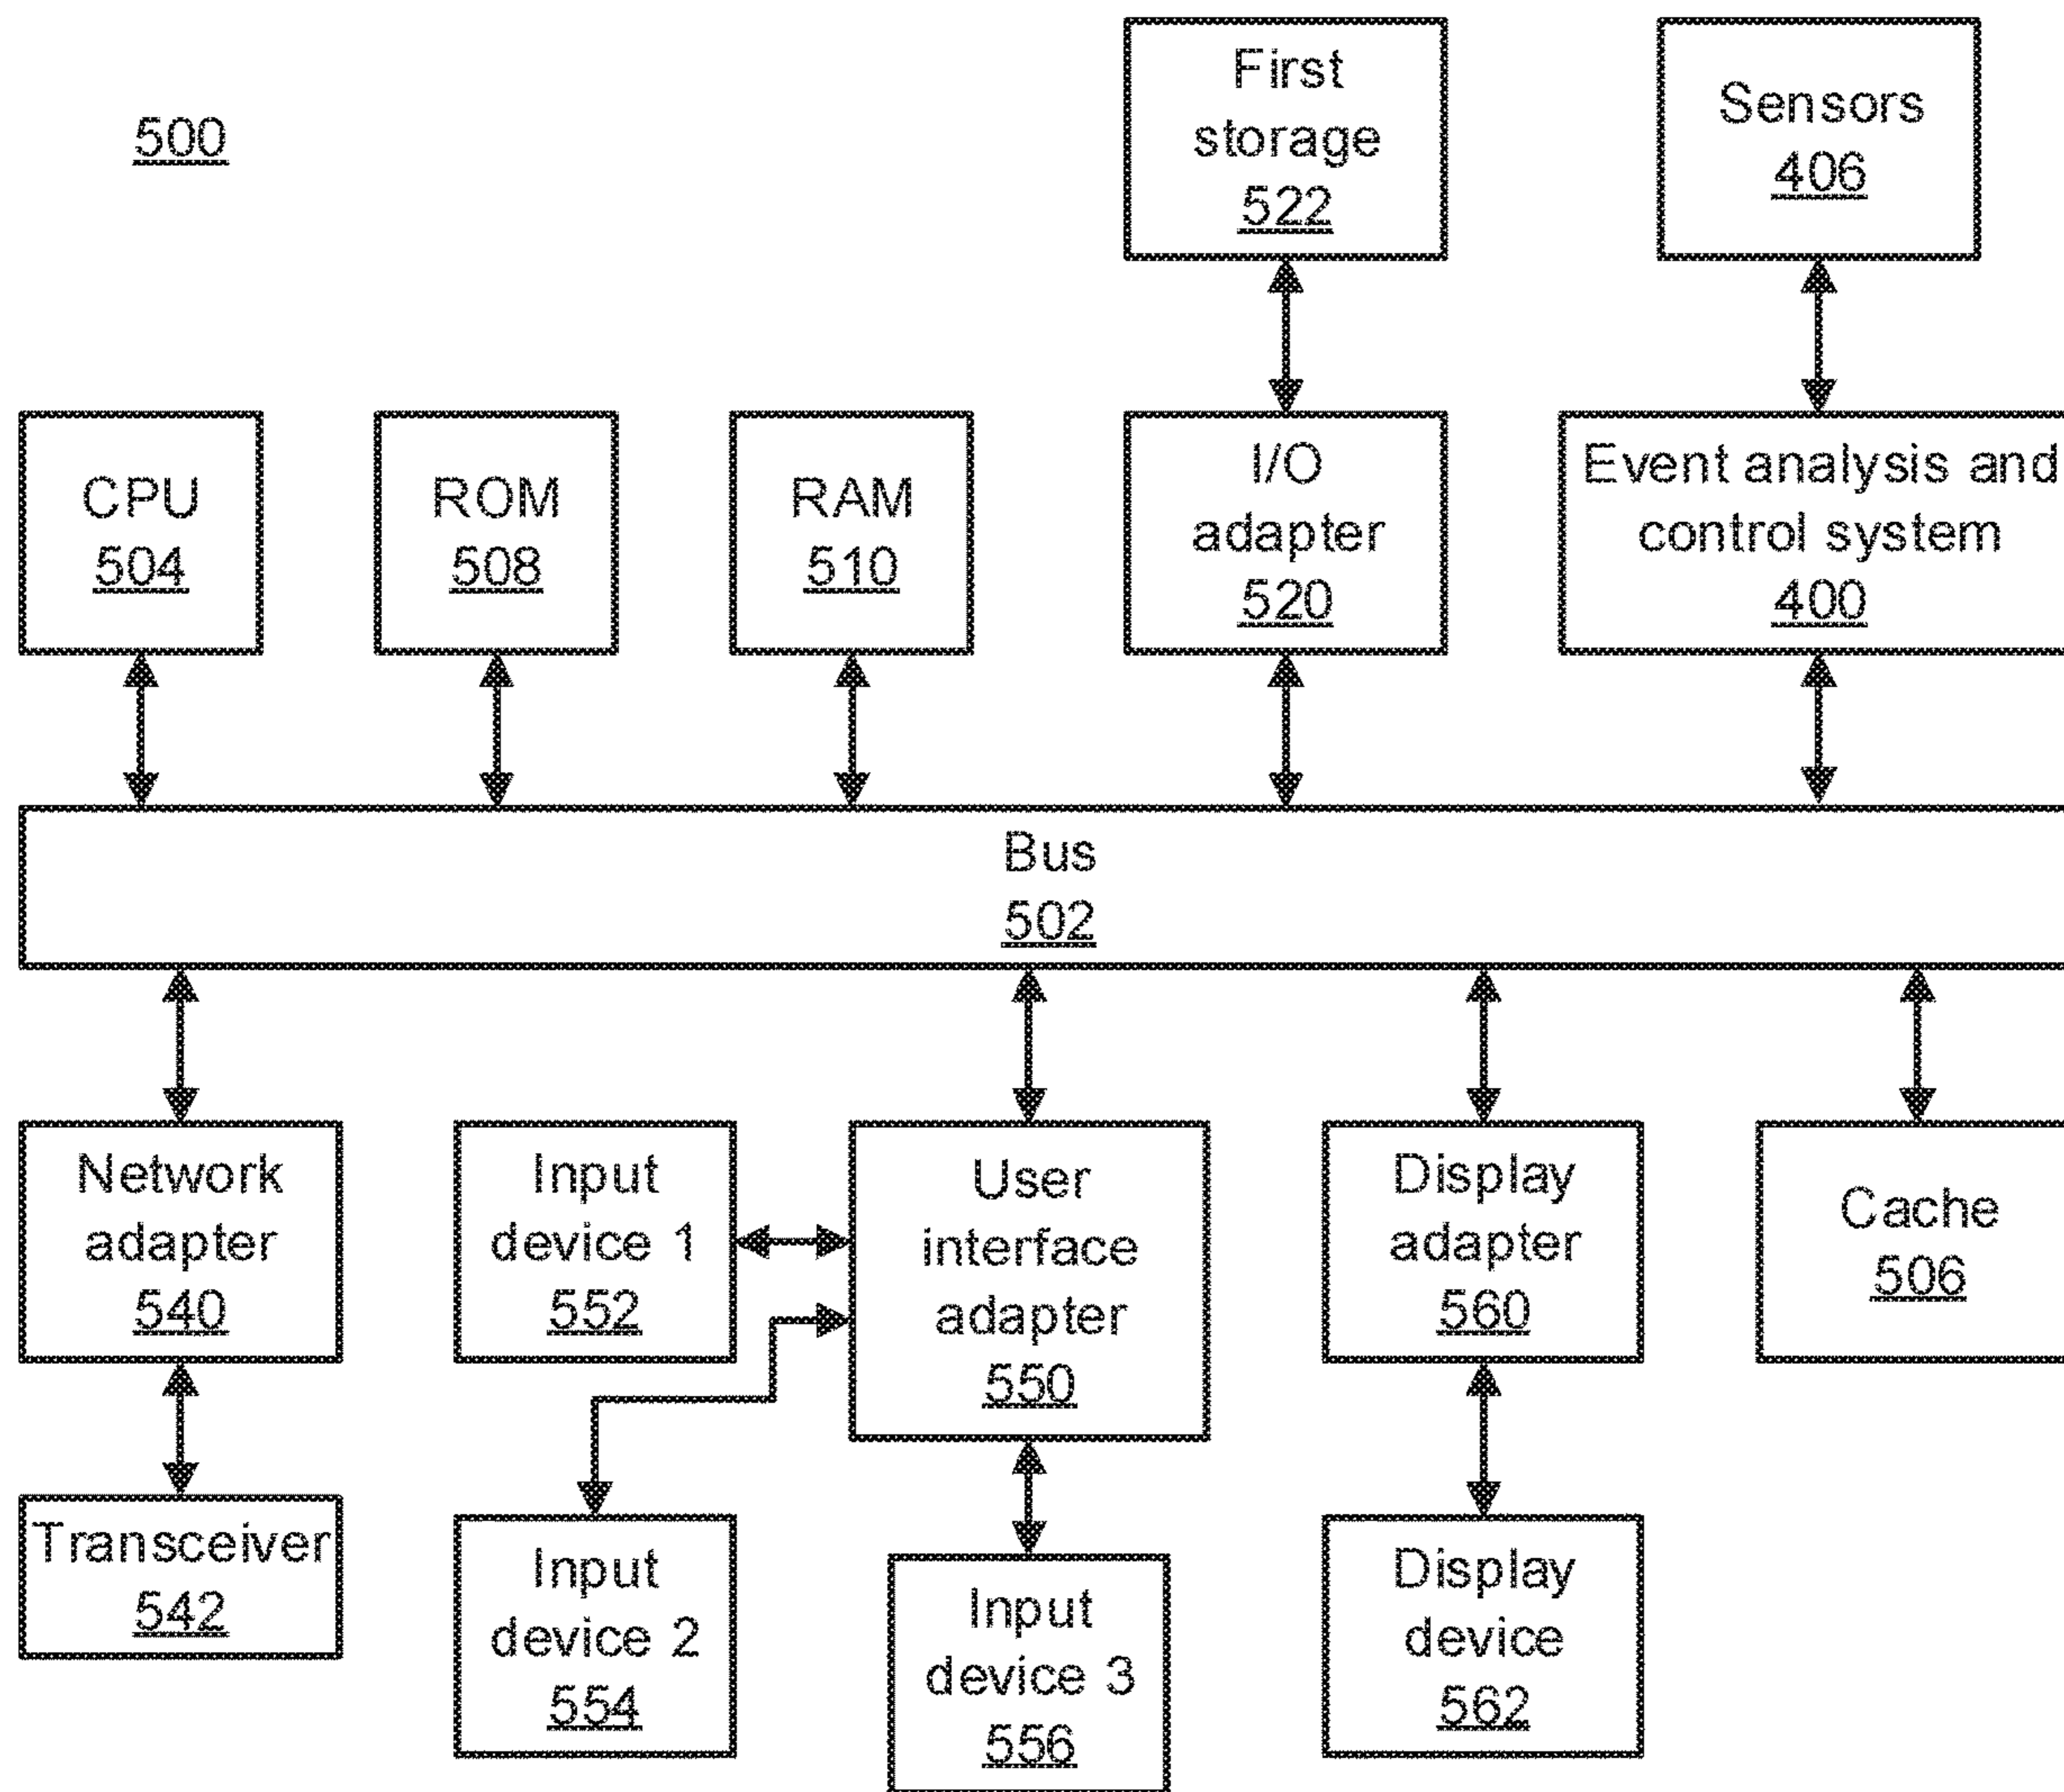 500
First
storage
522
Sensors
406
CPU
504
ROM
508
RAM
510
I/O
adapter
520
Event analysis and
control system
400
Bus
502
Network
adapter
540
Input
device 1
552
User
interface
adapter
550
Display
adapter
560
Cache
506
Transceiver
542
Input
device 2
554
Input
device 3
556
Display
device
562